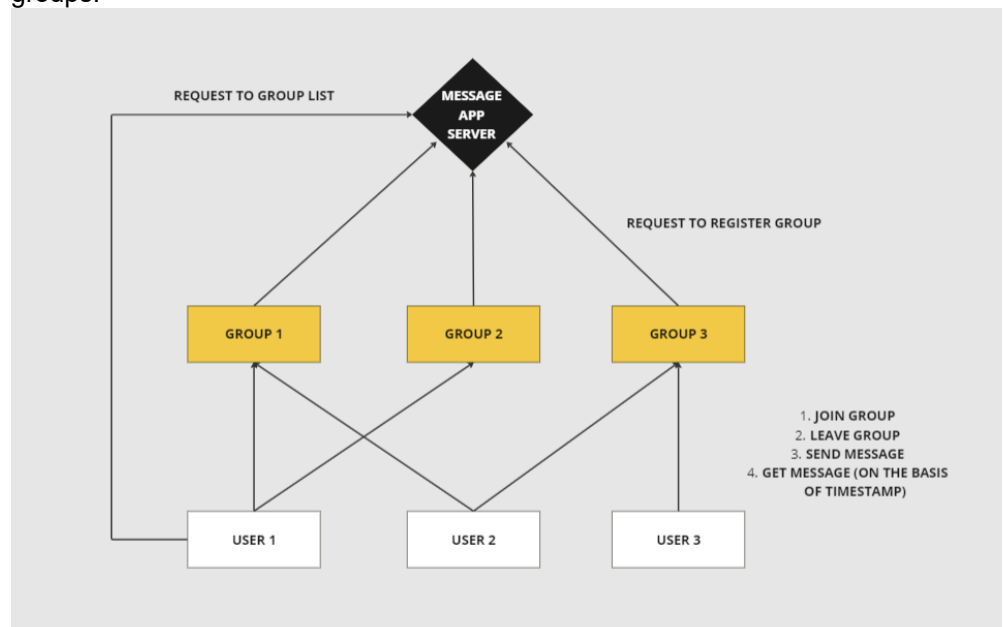 groups.
REQUEST TO GROUP LIST
MESSAGE
APP
SERVER
REQUEST TO REGISTER GROUP
GROUP 1
GROUP 2
GROUP 3
1. JOIN GROUP
2. LEAVE GROUP
3. SEND MESSAGE
4. GET MESSAGE (ON THE BASIS
OF TIMESTAMP)
USER 1
USER 2
USER 3